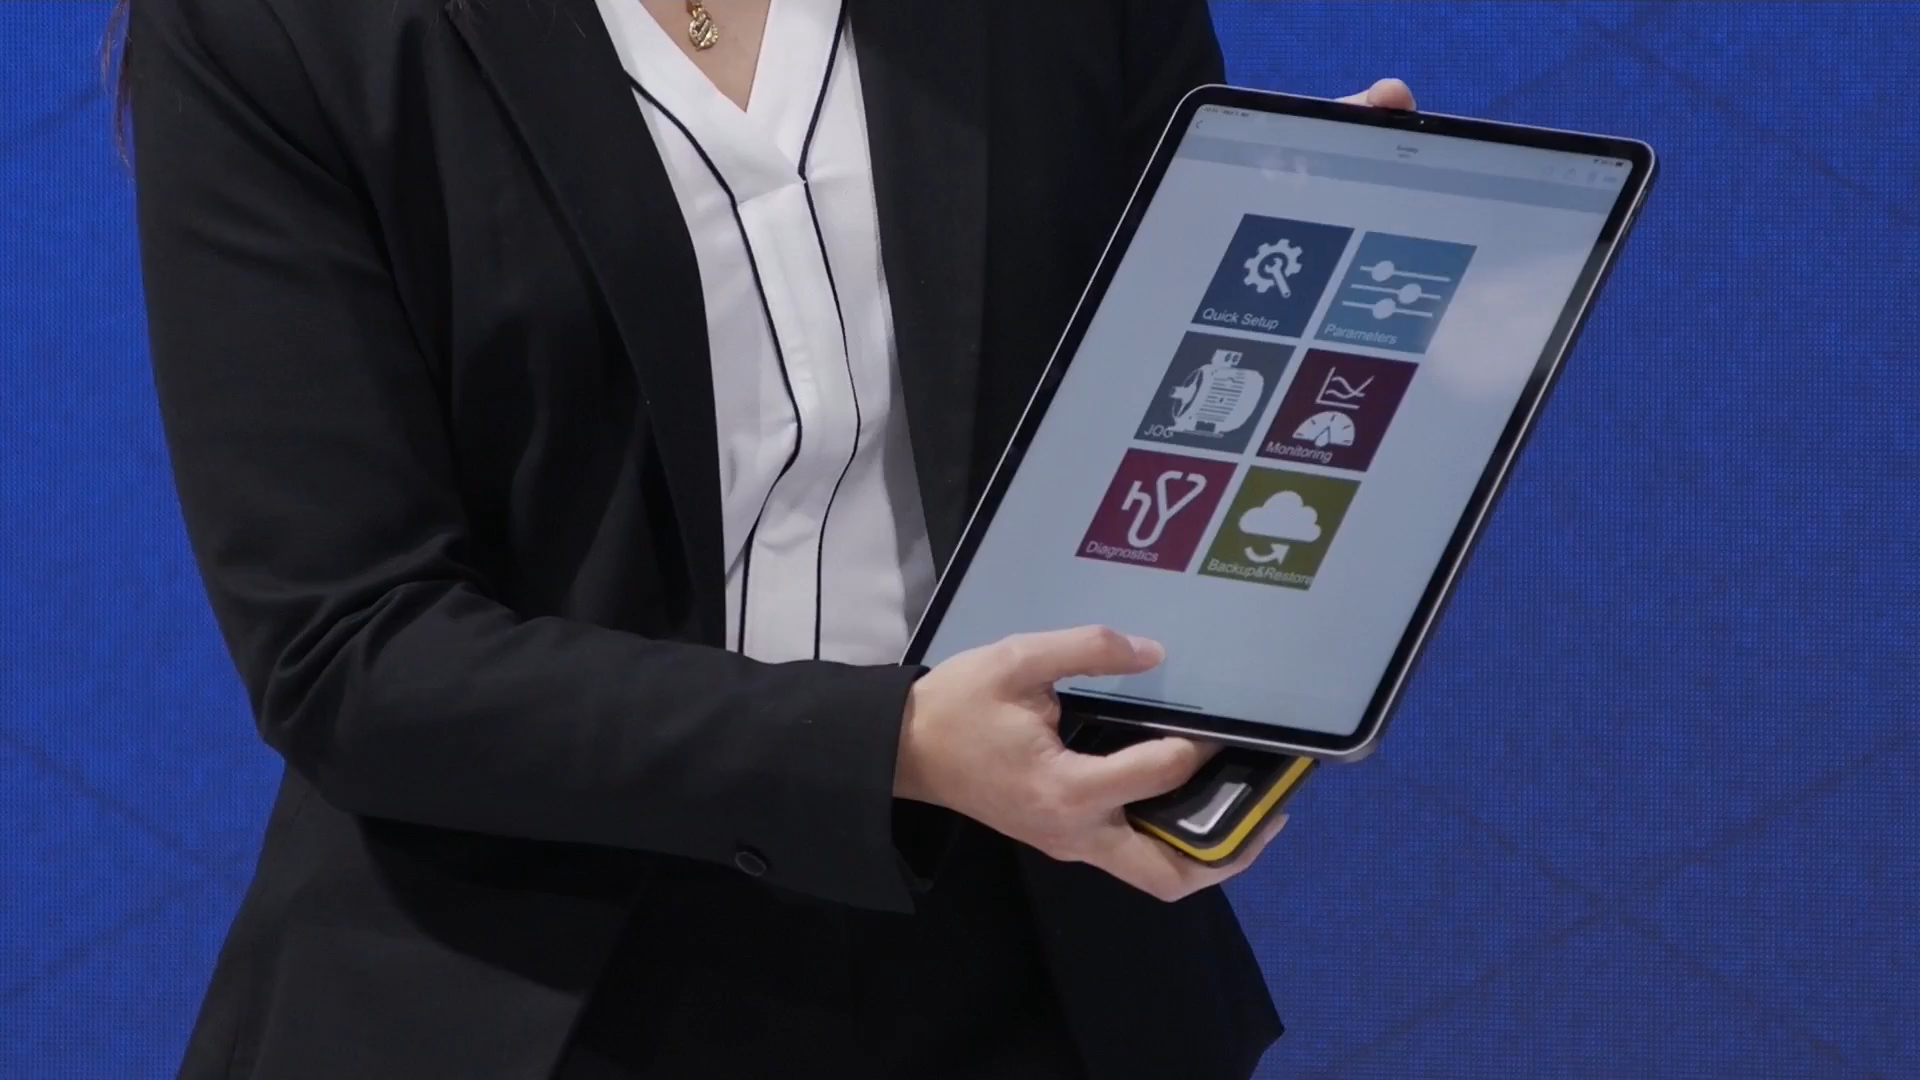 Quick Setup
Parameters
JOG
Monitoring
Diagnostics
Backup&Restore